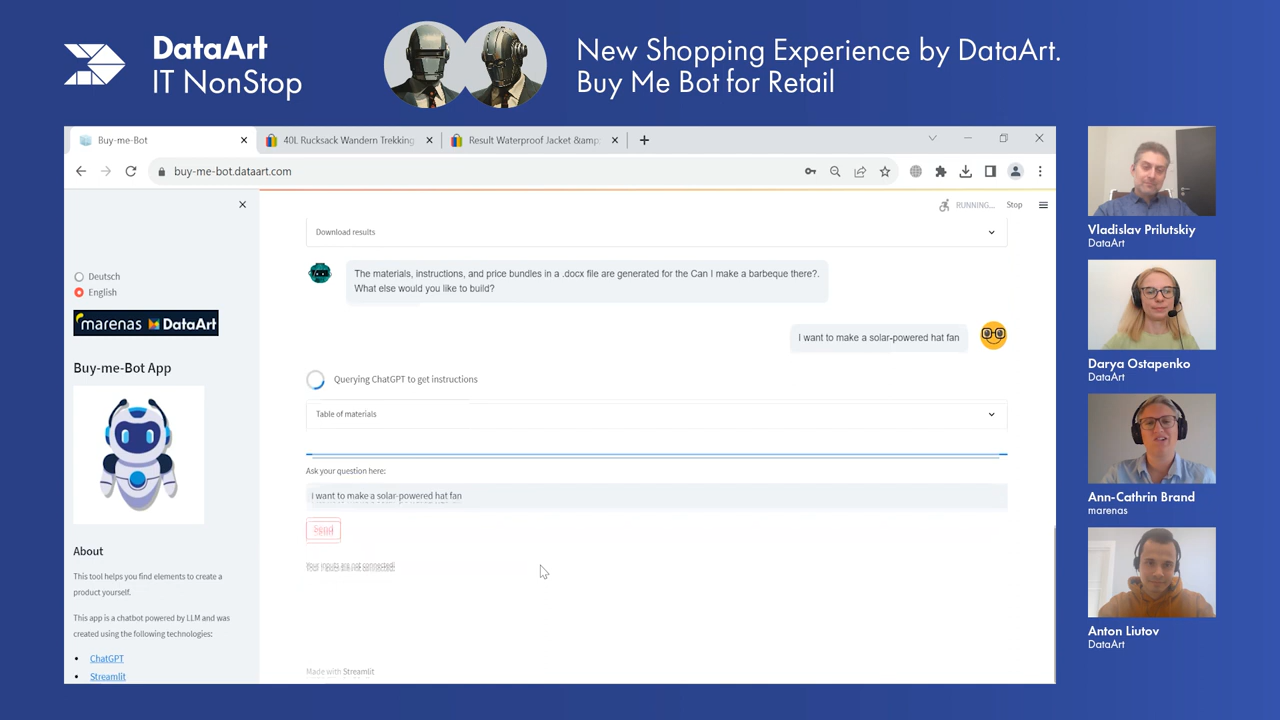 DataArt
IT NonStop
New Shopping Experience by DataArt.
Buy Me Bot for Retail
Buy-me-Bot
40L Rucksack Wandern Trekking
Result Waterproof Jacket &amp;
buy-me-bot.dataart.com
RUNNING...
Stop
Deutsch
English
marenas DataArt
Buy-me-Bot App
About
This tool helps you find elements to create a
product yourself.
This app is a chatbot powered by LLM and was
created using the following technologies:
ChatGPT
Streamlit
Download results
The materials, instructions, and price bundles in a .docx file are generated for the Can I make a barbeque there?.
What else would you like to build?
I want to make a solar-powered hat fan
Querying ChatGPT to get instructions
Table of materials
Ask your question here:
I want to make a solar-powered hat fan
Send
Your inputs are not connected!
Made with Streamlit
Vladislav Prilutskiy
DataArt
Darya Ostapenko
DataArt
Ann-Cathrin Brand
marenas
Anton Liutov
DataArt